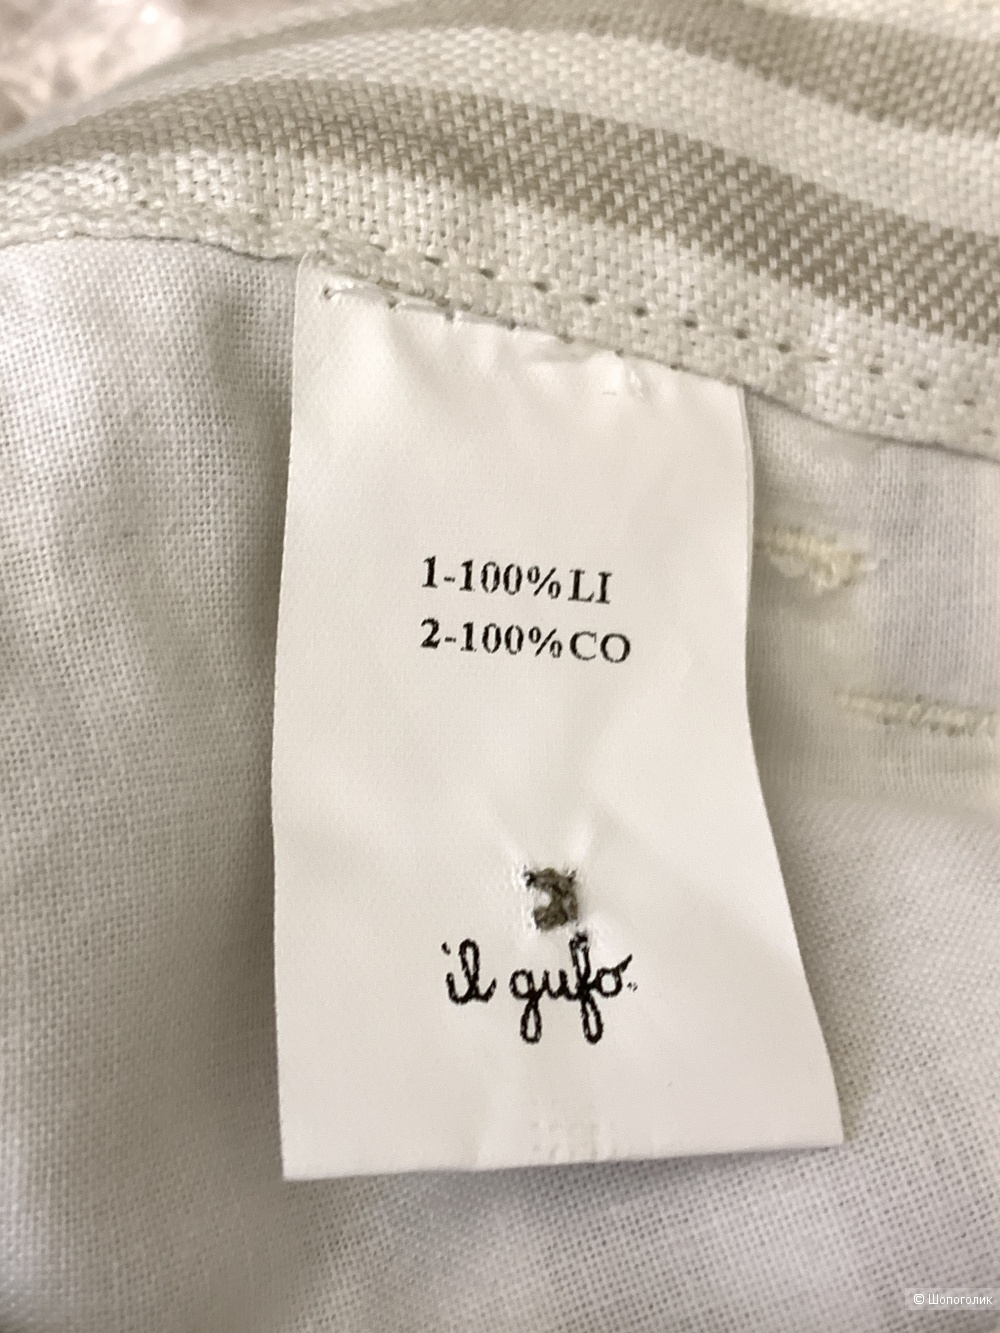 1-100%LI
2-100%CO
il gufo.
© Шопоголик